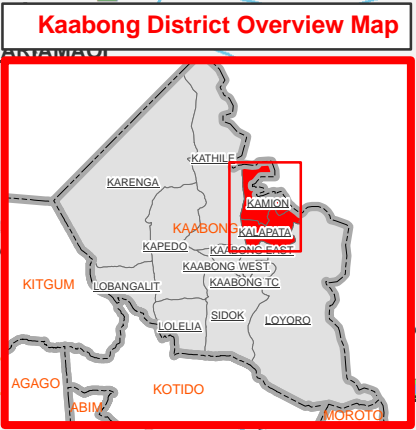 Kaabong District Overview Map
KATHILE
KARENGA
KAMION
KAABONG
KALAPATA
KAPEDO
KAABONG EAST
KAABONG WEST
KITGUM
LOBANGALIT
KAABONG TC
SIDOK
LOYORO
LOLELIA
AGAGO
KOTIDO
ABIM
MOROTO